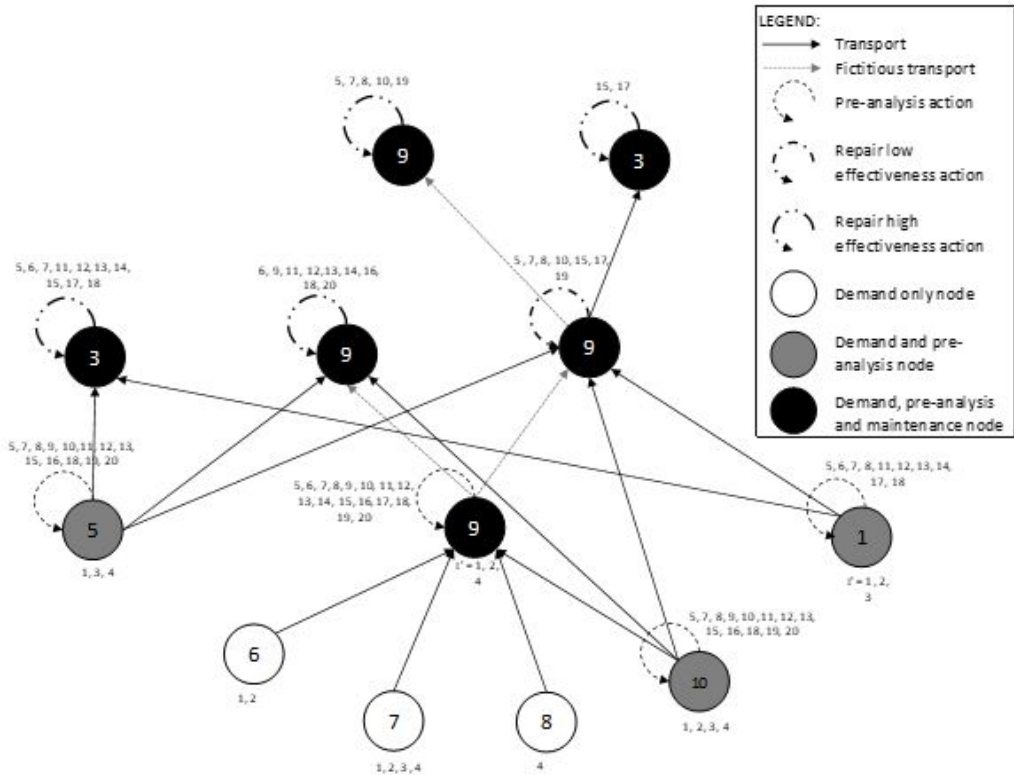 LEGEND:
Transport
Fictitious transport
Pre-analysis action
Repair low
effectiveness action
Repair high
effectiveness action
Demand only node
Demand and pre-
analysis node
Demand, pre-analysis
and maintenance node
5, 7, 8, 10, 19
9
15, 17
3
5, 6, 7, 11, 12, 13, 14,
15, 17, 18
3
6, 9, 11, 12, 13, 14, 16,
18, 20
9
5, 7, 8, 10, 15, 17,
19
9
5, 7, 8, 9, 10, 11, 12, 13,
15, 16, 18, 19, 20
5
1, 3, 4
5, 6, 7, 8, 9, 10, 11, 12,
13, 14, 15, 16, 17, 18,
19, 20
9
t' = 1, 2,
4
5, 6, 7, 8, 11, 12, 13, 14,
17, 18
1
t' = 1, 2,
3
6
1, 2
7
1, 2, 3, 4
8
4
5, 7, 8, 9, 10, 11, 12, 13,
15, 16, 18, 19, 20
10
1, 2, 3, 4